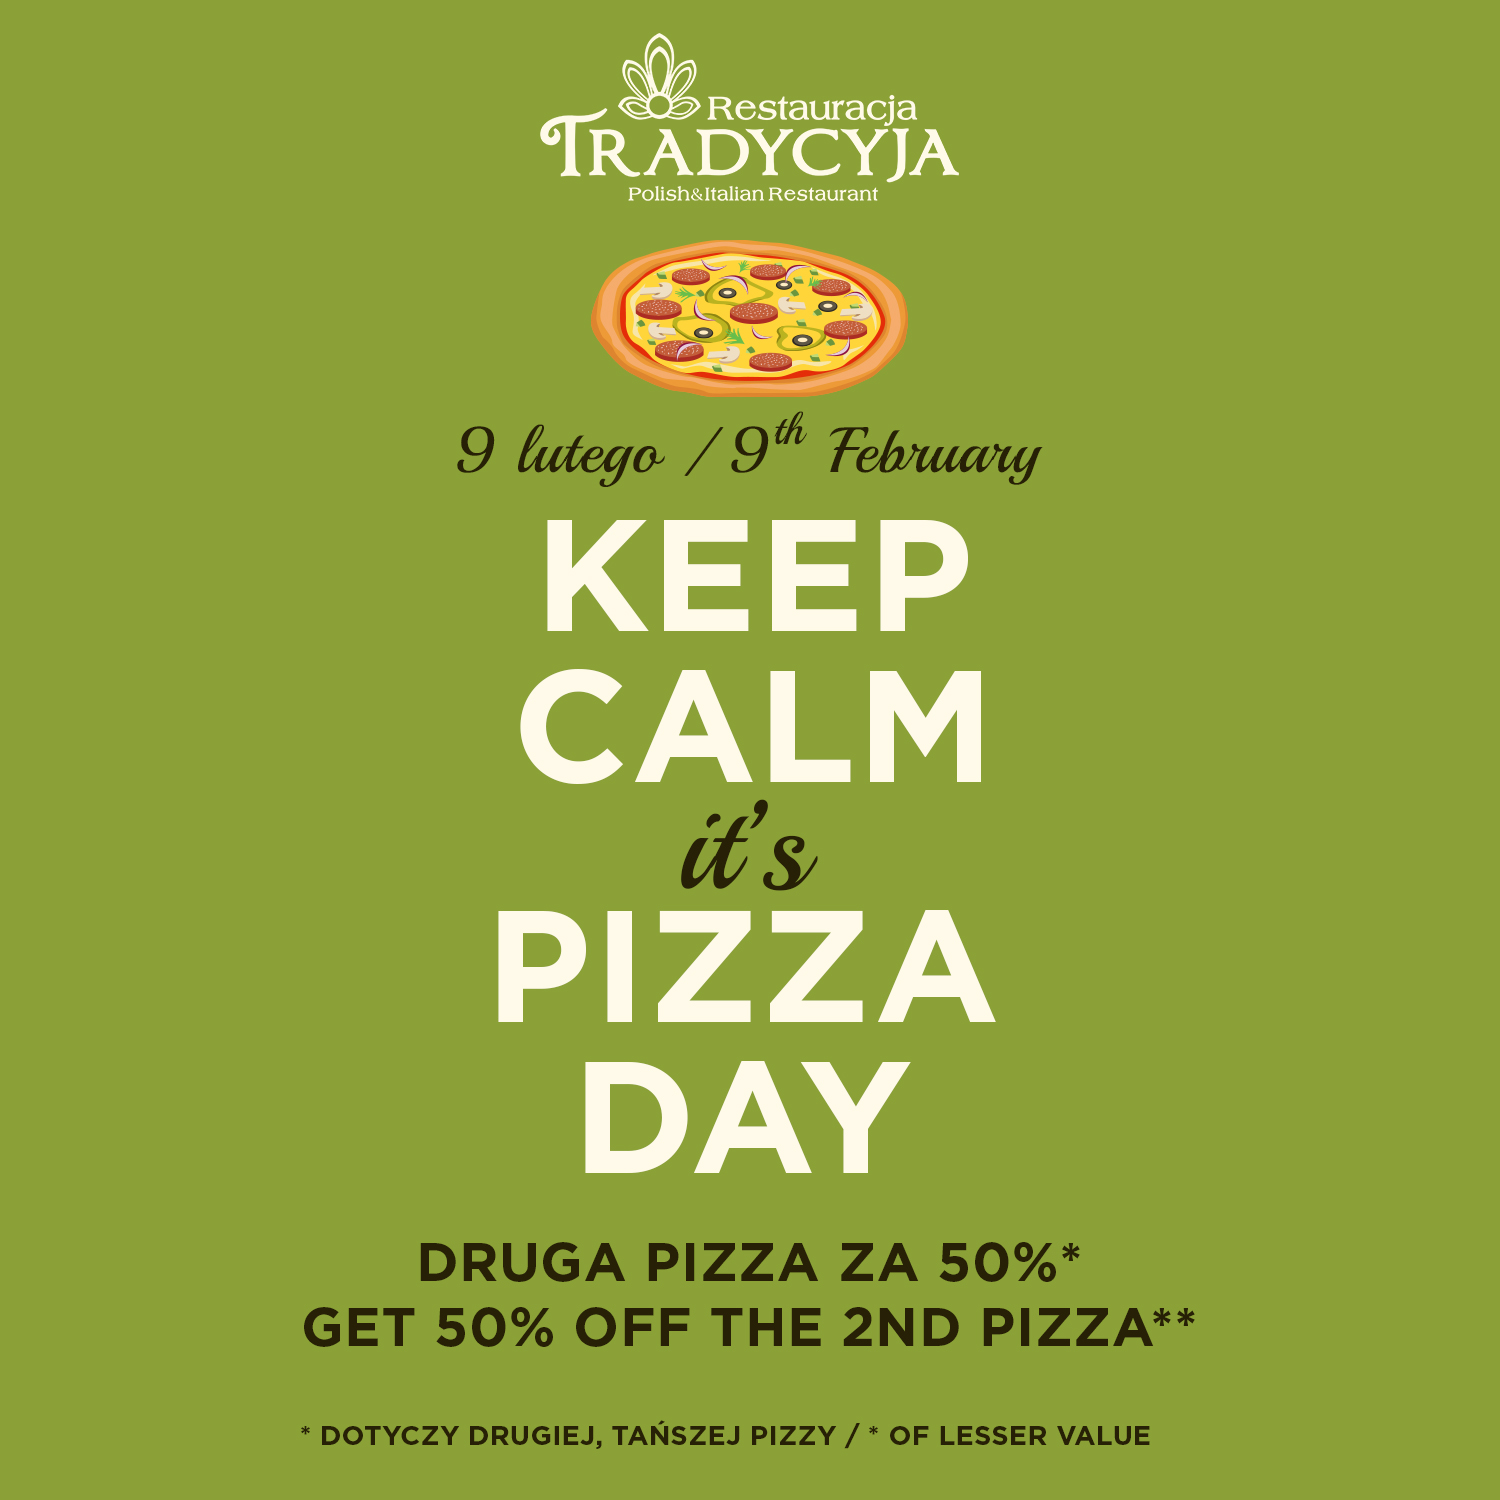 Restauracja
TRADYCYJA
Polish&Italian Restaurant
9 lutego / 9th February
KEEP
CALM
it's
PIZZA
DAY
DRUGA PIZZA ZA 50%*
GET 50% OFF THE 2ND PIZZA**
* DOTYCZY DRUGIEJ, TAŃSZEJ PIZZY / * OF LESSER VALUE